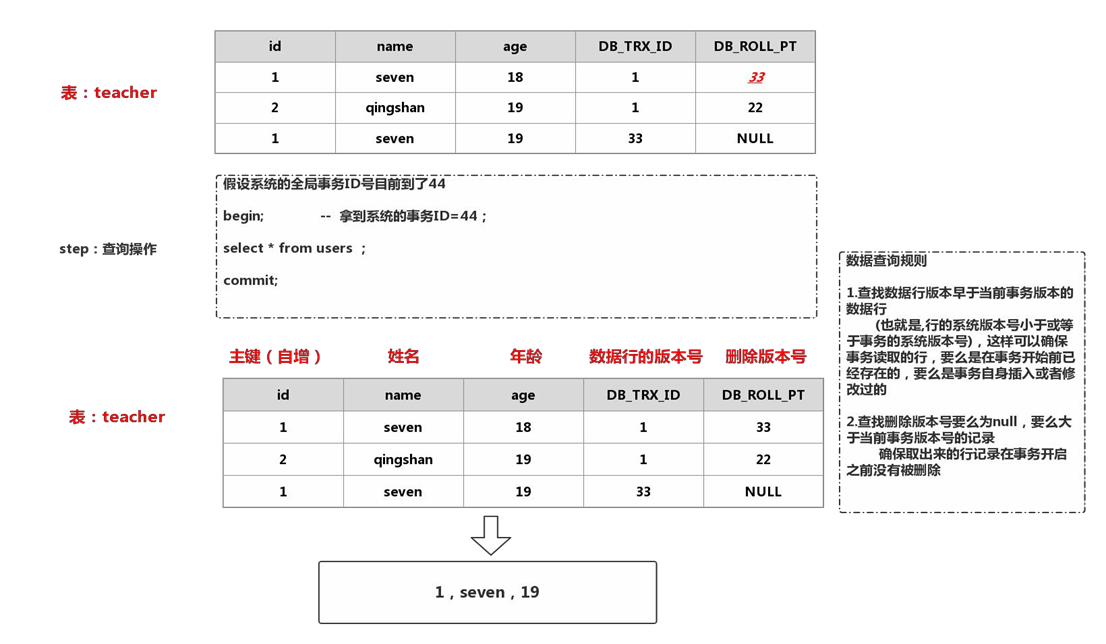 id name age DB_TRX_ID DB_ROLL_PT
1 seven 18 1 33
表：teacher
2 qingshan 19 1 22
1 seven 19 33 NULL
假设系统的全局事务ID号目前到了44
begin; -- 拿到系统的事务ID=44；
step：查询操作
select * from users ；
commit;
数据查询规则
1.查找数据行版本早于当前事务版本的
数据行
(也就是,行的系统版本号小于或等
于事务的系统版本号)，这样可以确保
事务读取的行，要么是在事务开始前已
经存在的，要么是事务自身插入或者修
改过的
2.查找删除版本号要么为null，要么大
于当前事务版本号的记录
确保取出来的行记录在事务开启
之前没有被删除
主键（自增） 姓名 年龄 数据行的版本号 删除版本号
id name age DB_TRX_ID DB_ROLL_PT
表：teacher
1 seven 18 1 33
2 qingshan 19 1 22
1 seven 19 33 NULL
1，seven，19